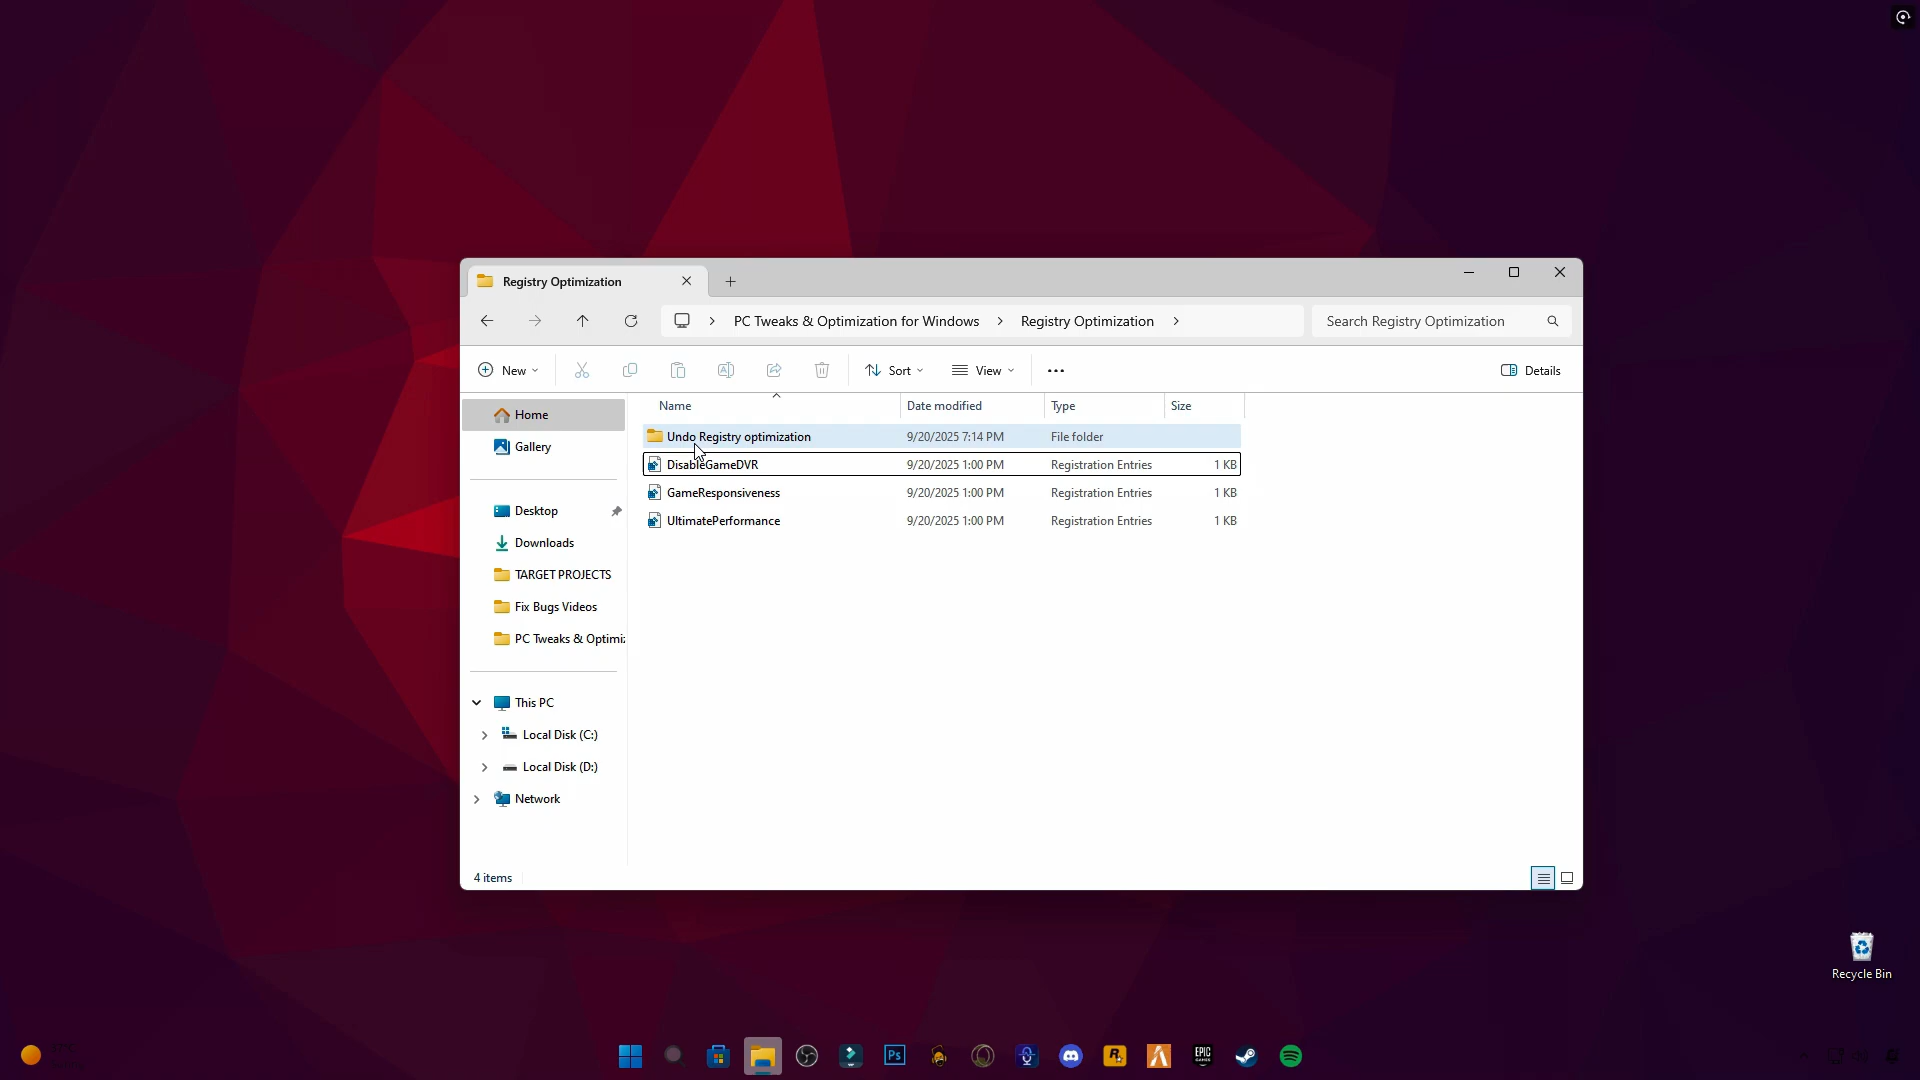 Registry Optimization
PC Tweaks & Optimization for Windows
Registry Optimization
Search Registry Optimization
New
Sort
View
Details
Name
Date modified
Type
Size
Home
Gallery
Desktop
Downloads
TARGET PROJECTS
Fix Bugs Videos
PC Tweaks & Optimiz
This PC
Local Disk (C:)
Local Disk (D:)
Network
Undo Registry optimization 9/20/2025 7:14 PM File folder
DisableGameDVR 9/20/2025 1:00 PM Registration Entries 1 KB
GameResponsiveness 9/20/2025 1:00 PM Registration Entries 1 KB
UltimatePerformance 9/20/2025 1:00 PM Registration Entries 1 KB
4 items
Recycle Bin
Ps
R
EPIC
GAMES